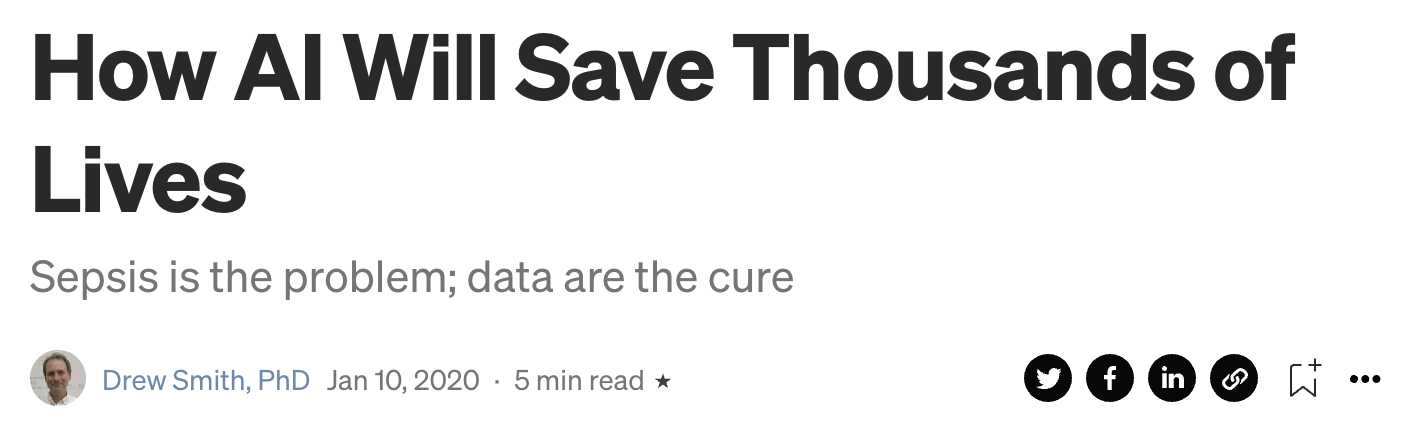 How AI Will Save Thousands of
Lives
Sepsis is the problem; data are the cure
Drew Smith, PhD Jan 10, 2020 · 5 min read ★